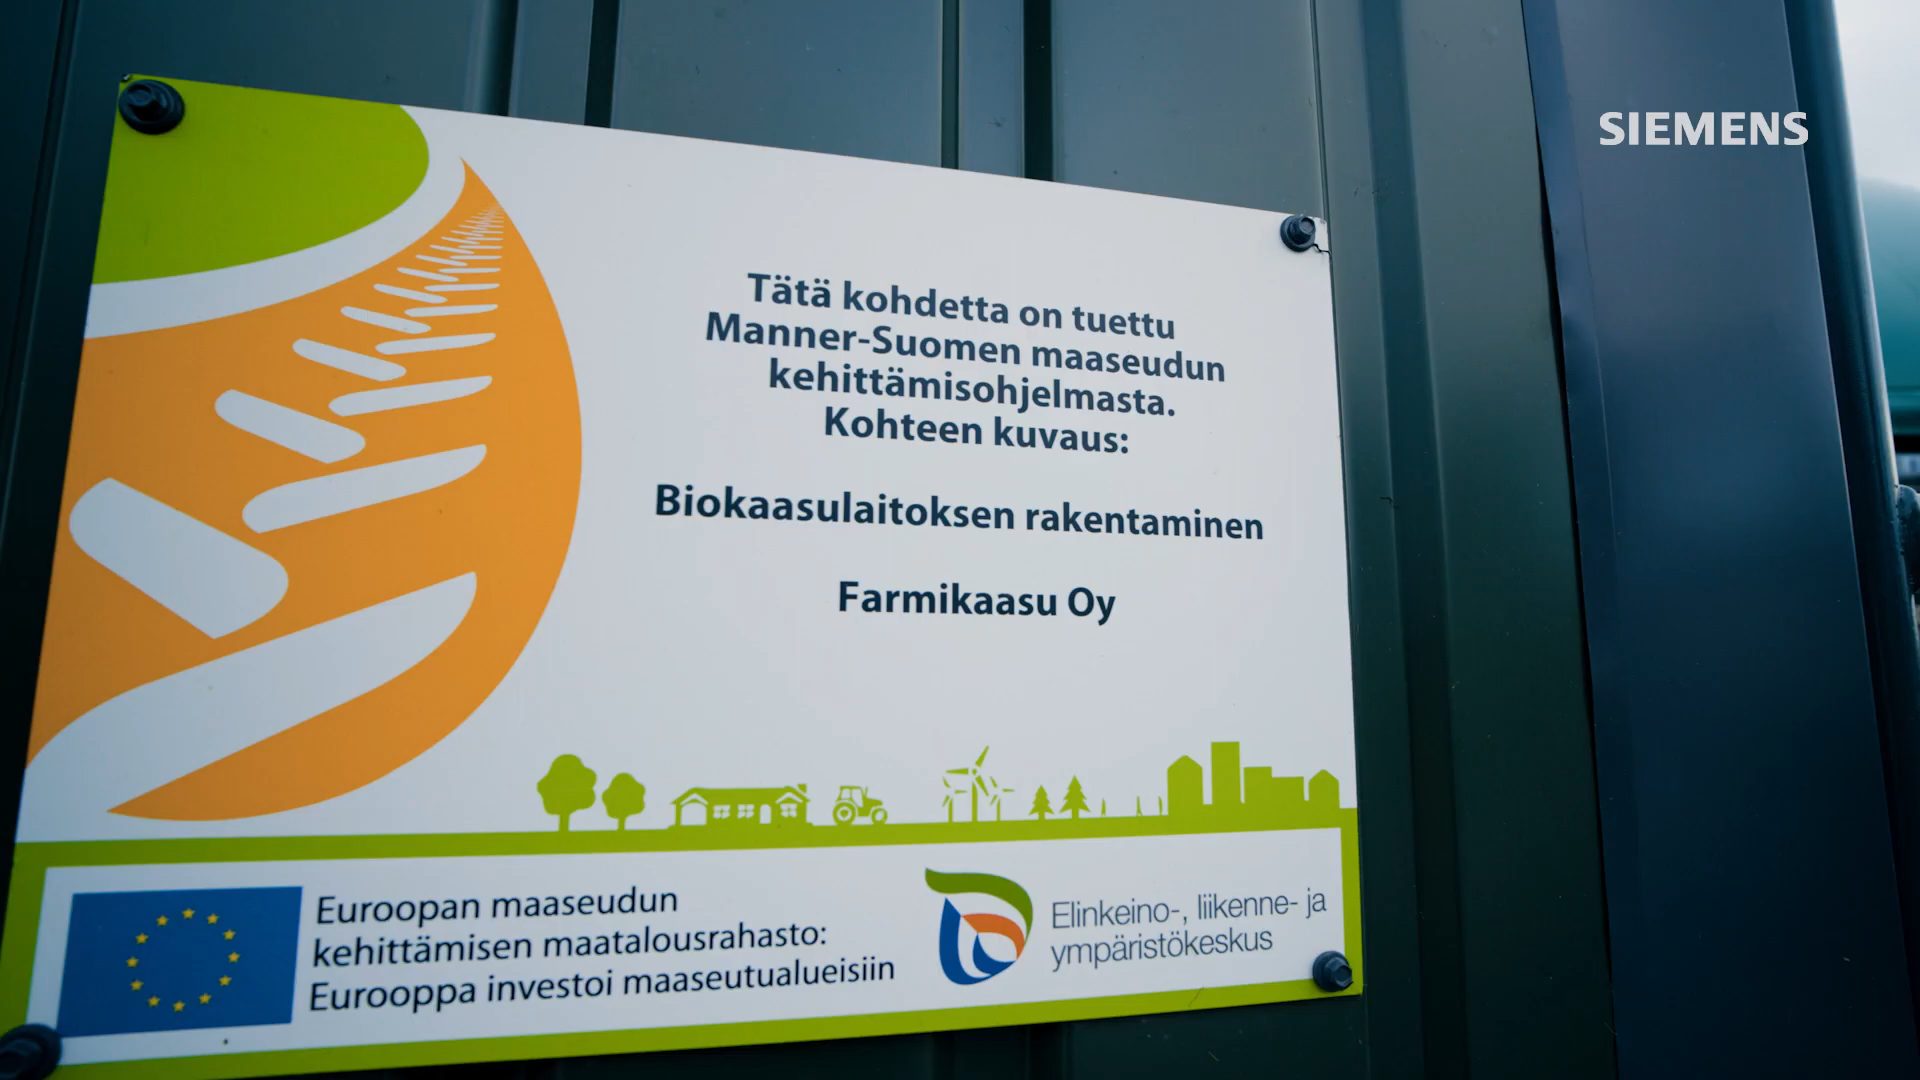 SIEMENS
Tätä kohdetta on tuettu
Manner-Suomen maaseudun
kehittämisohjelmasta.
Kohteen kuvaus:
Biokaasulaitoksen rakentaminen
Farmikaasu Oy
Euroopan maaseudun
kehittämisen maatalousrahasto:
Eurooppa investoi maaseutualueisiin
Elinkeino-, liikenne- ja
ympäristökeskus